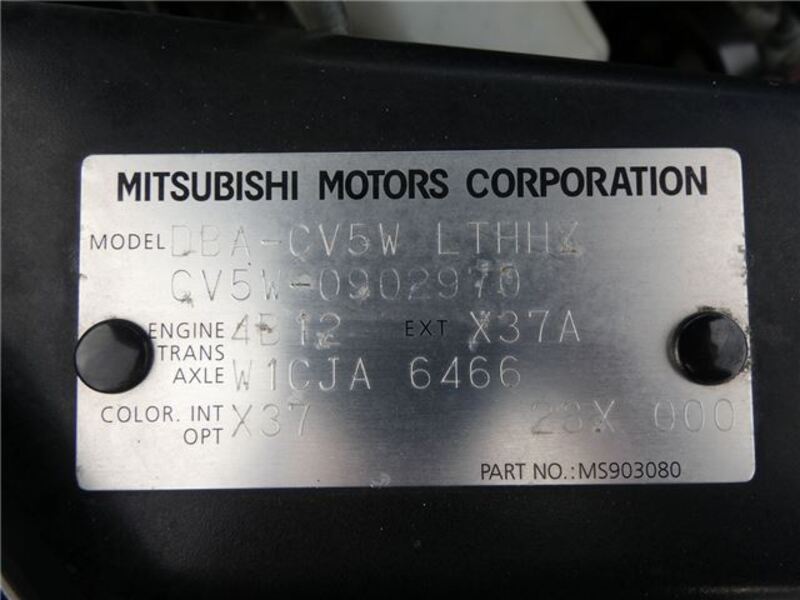 MITSUBISHI MOTORS CORPORATION
MODEL DBA-CV5W LTHHZ
CV5W-0902970
ENGINE 4B12 EXT X37A
TRANS
AXLE W1CJA 6466
COLOR. INT X37 28X 000
OPT
PART NO.:MS903080